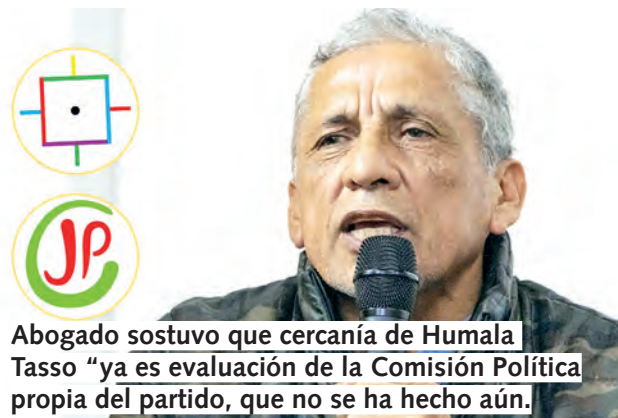 JP
Abogado sostuvo que cercanía de Humala
Tasso “ya es evaluación de la Comisión Política
propia del partido, que no se ha hecho aún.